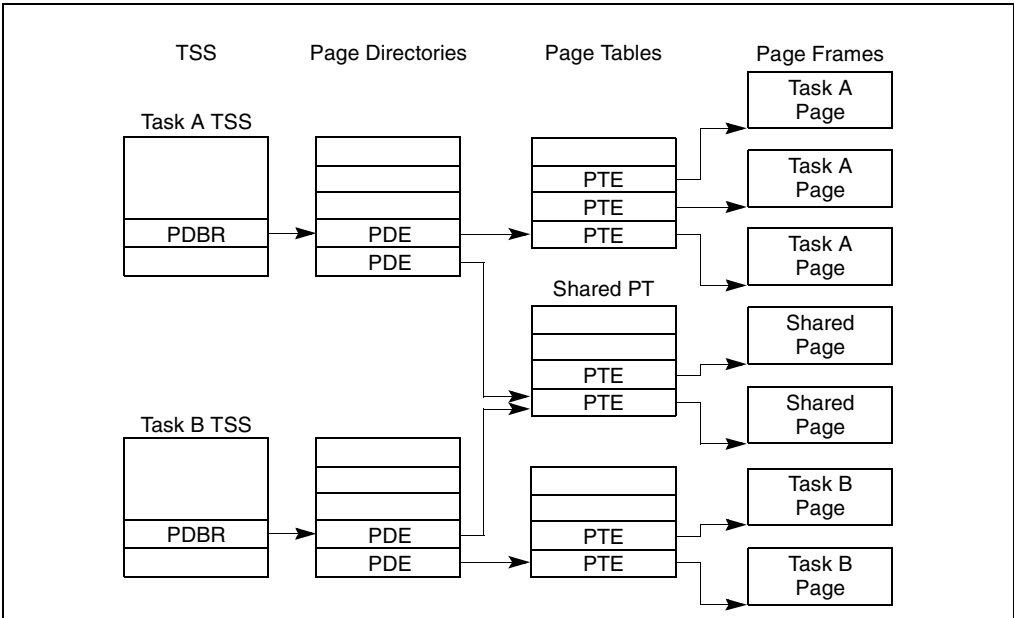 TSS Page Directories Page Tables Page Frames
Task A TSS
PDBR
PDE
PDE
PTE
PTE
PTE
Task A
Page
Task A
Page
Task A
Page
Shared PT
PTE
PTE
Shared
Page
Shared
Page
Task B TSS
PDBR
PDE
PDE
PTE
PTE
Task B
Page
Task B
Page